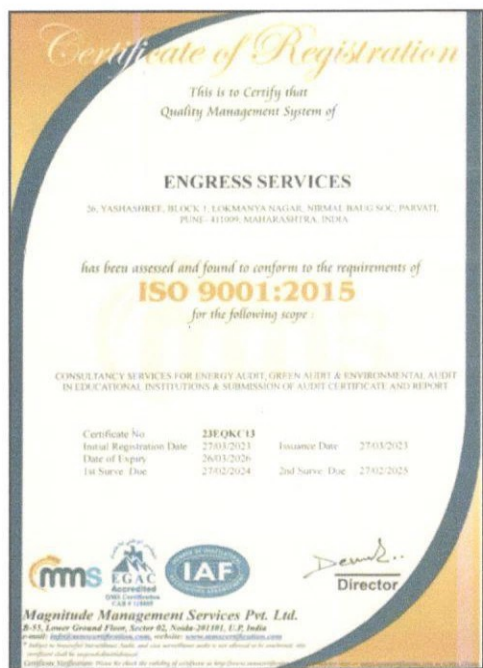 Certificate of Registration
This is to Certify that
Quality Management System of
ENGRESS SERVICES
26, YASHASHREE, BLOCK 1, LOKMANYA NAGAR, NIRMAL BAUG SOC, PARVATI,
PUNE- 411009, MAHARASHTRA, INDIA
has been assessed and found to conform to the requirements of
ISO 9001:2015
for the following scope :
CONSULTANCY SERVICES FOR ENERGY AUDIT, GREEN AUDIT & ENVIRONMENTAL AUDIT
IN EDUCATIONAL INSTITUTIONS & SUBMISSION OF AUDIT CERTIFICATE AND REPORT
Certificate No 23EQKC13
Initial Registration Date 27/03/2023 Issuance Date 27/03/2023
Date of Expiry 26/03/2026
1st Surve. Due 27/02/2024 2nd Surve. Due 27/02/2025
mms
EGAC
Accredited
IAF
Director
Magnitude Management Services Pvt. Ltd.
B-55, Lower Ground Floor, Sector 02, Noida-201301, U.P, India
e-mail: info@mmscertification.com, website: www.mmscertification.com